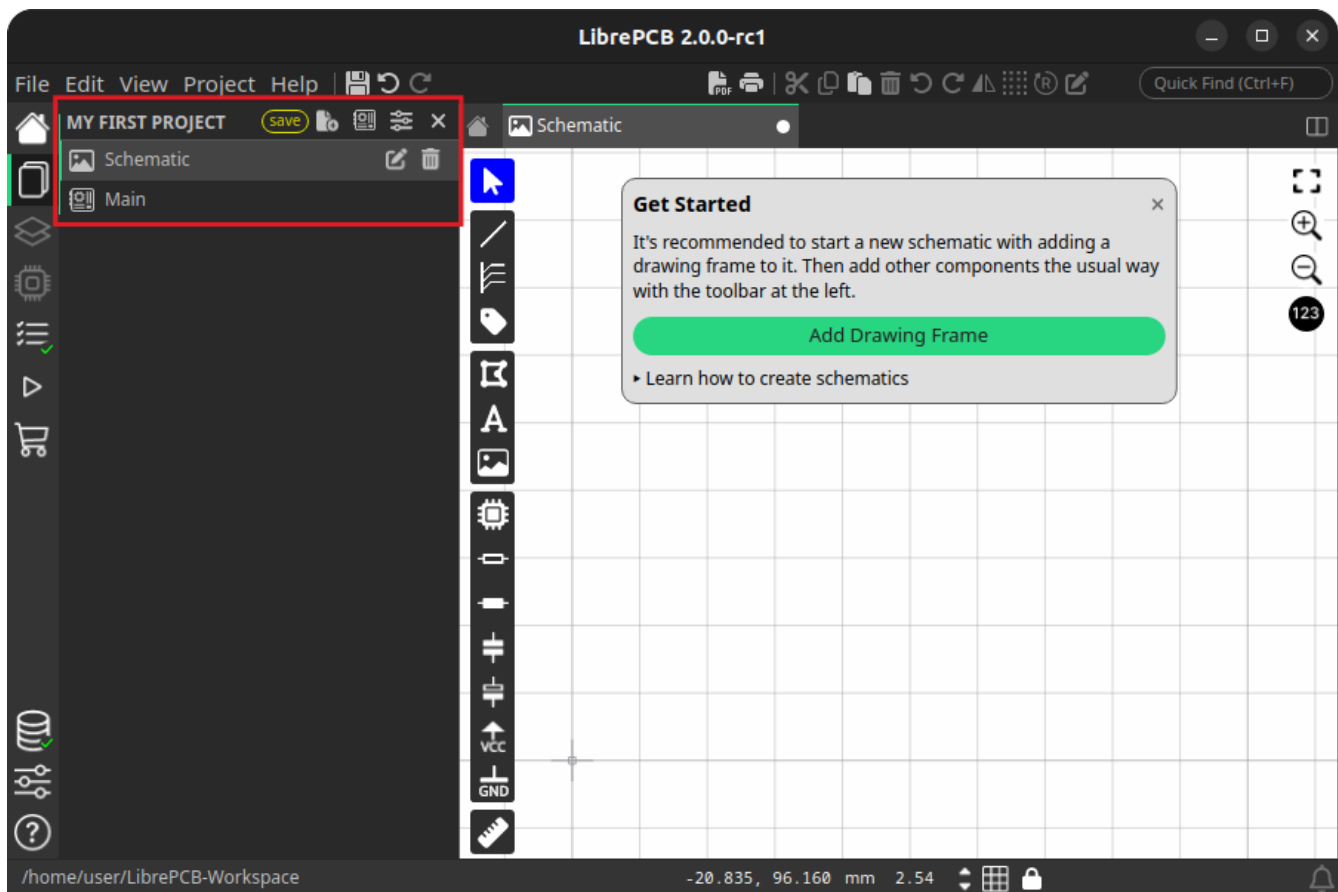 LibrePCB 2.0.0-rc1
File Edit View Project Help
PDF
R
Quick Find (Ctrl+F)
MY FIRST PROJECT save
Schematic
Schematic
Main
Get Started
It's recommended to start a new schematic with adding a
drawing frame to it. Then add other components the usual way
with the toolbar at the left.
Add Drawing Frame
Learn how to create schematics
123
A
VCC
GND
?
/home/user/LibrePCB-Workspace
-20.835, 96.160 mm 2.54